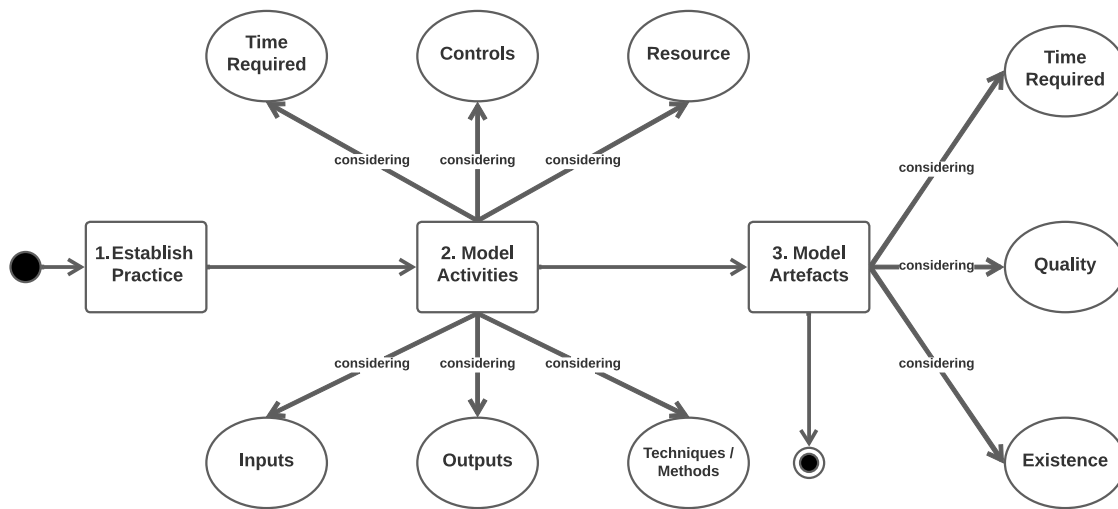 Time
Required
Controls
Resource
Time
Required
considering
considering
considering
considering
1. Establish
Practice
2. Model
Activities
3. Model
Artefacts
considering
Quality
considering
considering
considering
considering
Inputs
Outputs
Techniques /
Methods
Existence